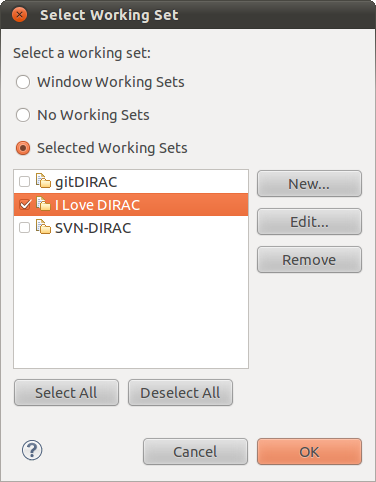 Select Working Set
Select a working set:
Window Working Sets
No Working Sets
Selected Working Sets
gitDIRAC
I Love DIRAC
SVN-DIRAC
New...
Edit...
Remove
Select All
Deselect All
?
Cancel
OK